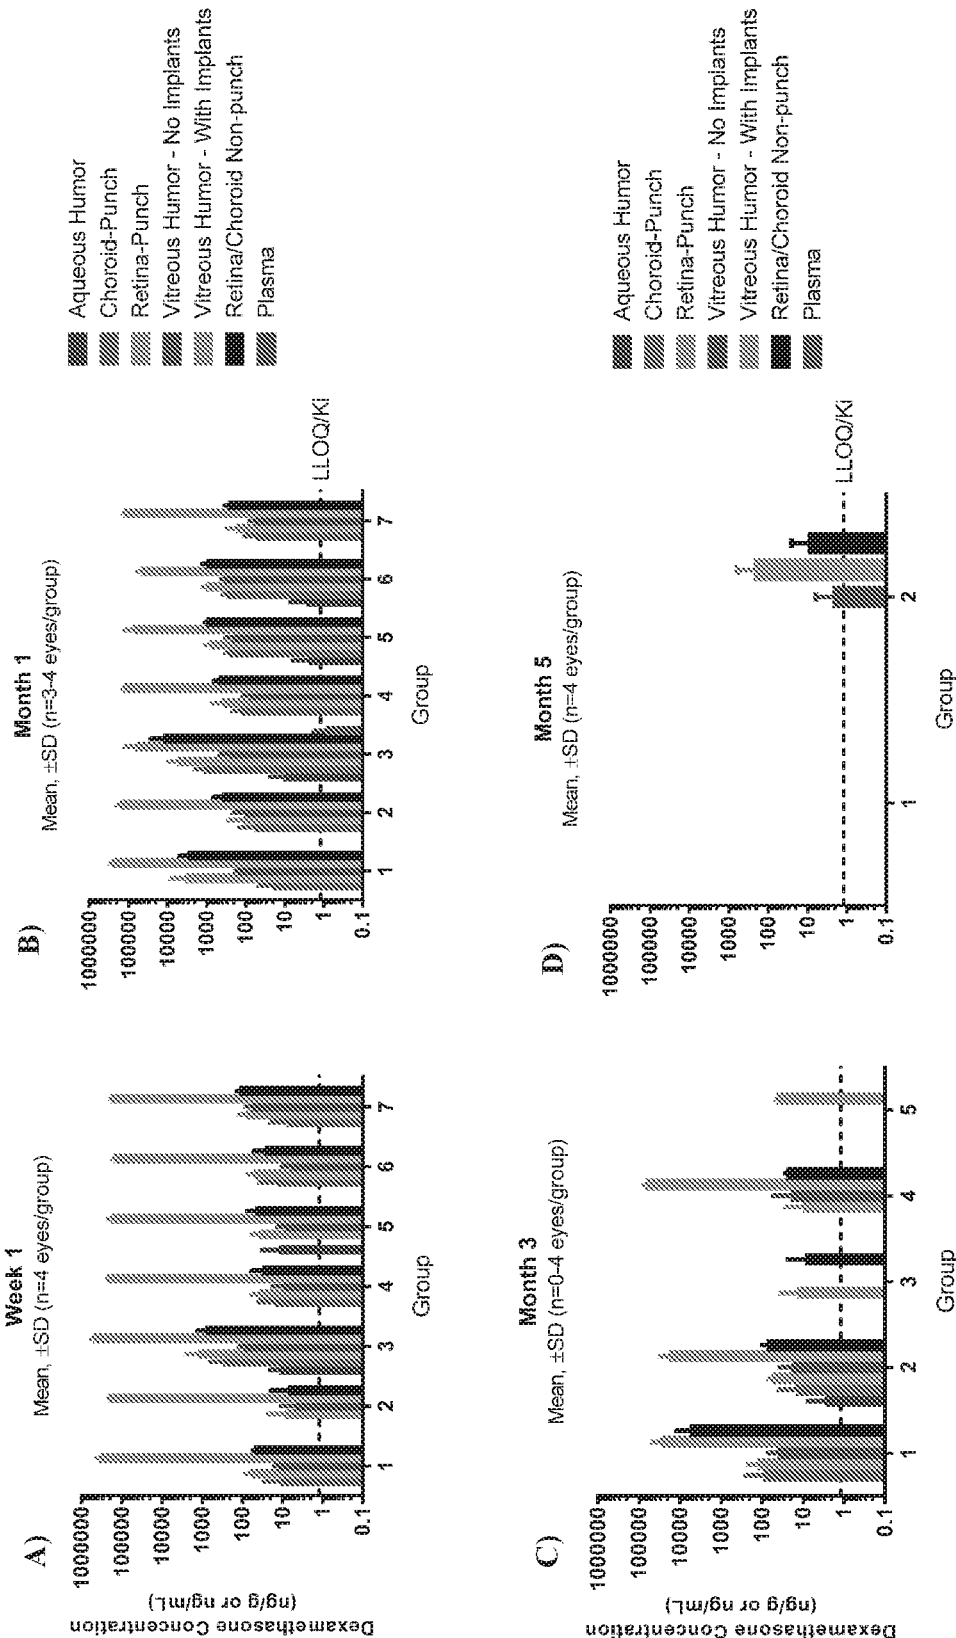 A)
Week 1
Mean, ±SD (n=4 eyes/group)
Dexamethasone Concentration
(ng/g or ng/mL)
1000000
100000
10000
1000
100
10
1
0.1
1
2
3
4
5
6
7
Group
B)
Month 1
Mean, ±SD (n=3-4 eyes/group)
1000000
100000
10000
1000
100
10
1
0.1
1
2
3
4
5
6
7
Group
LLOQ/Ki
Aqueous Humor
Choroid-Punch
Retina-Punch
Vitreous Humor - No Implants
Vitreous Humor - With Implants
Retina/Choroid Non-punch
Plasma
C)
Month 3
Mean, ±SD (n=0-4 eyes/group)
Dexamethasone Concentration
(ng/g or ng/mL)
1000000
100000
10000
1000
100
10
1
0.1
1
2
3
4
5
Group
D)
Month 5
Mean, ±SD (n=4 eyes/group)
1000000
100000
10000
1000
100
10
1
0.1
1
2
Group
LLOQ/Ki
Aqueous Humor
Choroid-Punch
Retina-Punch
Vitreous Humor - No Implants
Vitreous Humor - With Implants
Retina/Choroid Non-punch
Plasma